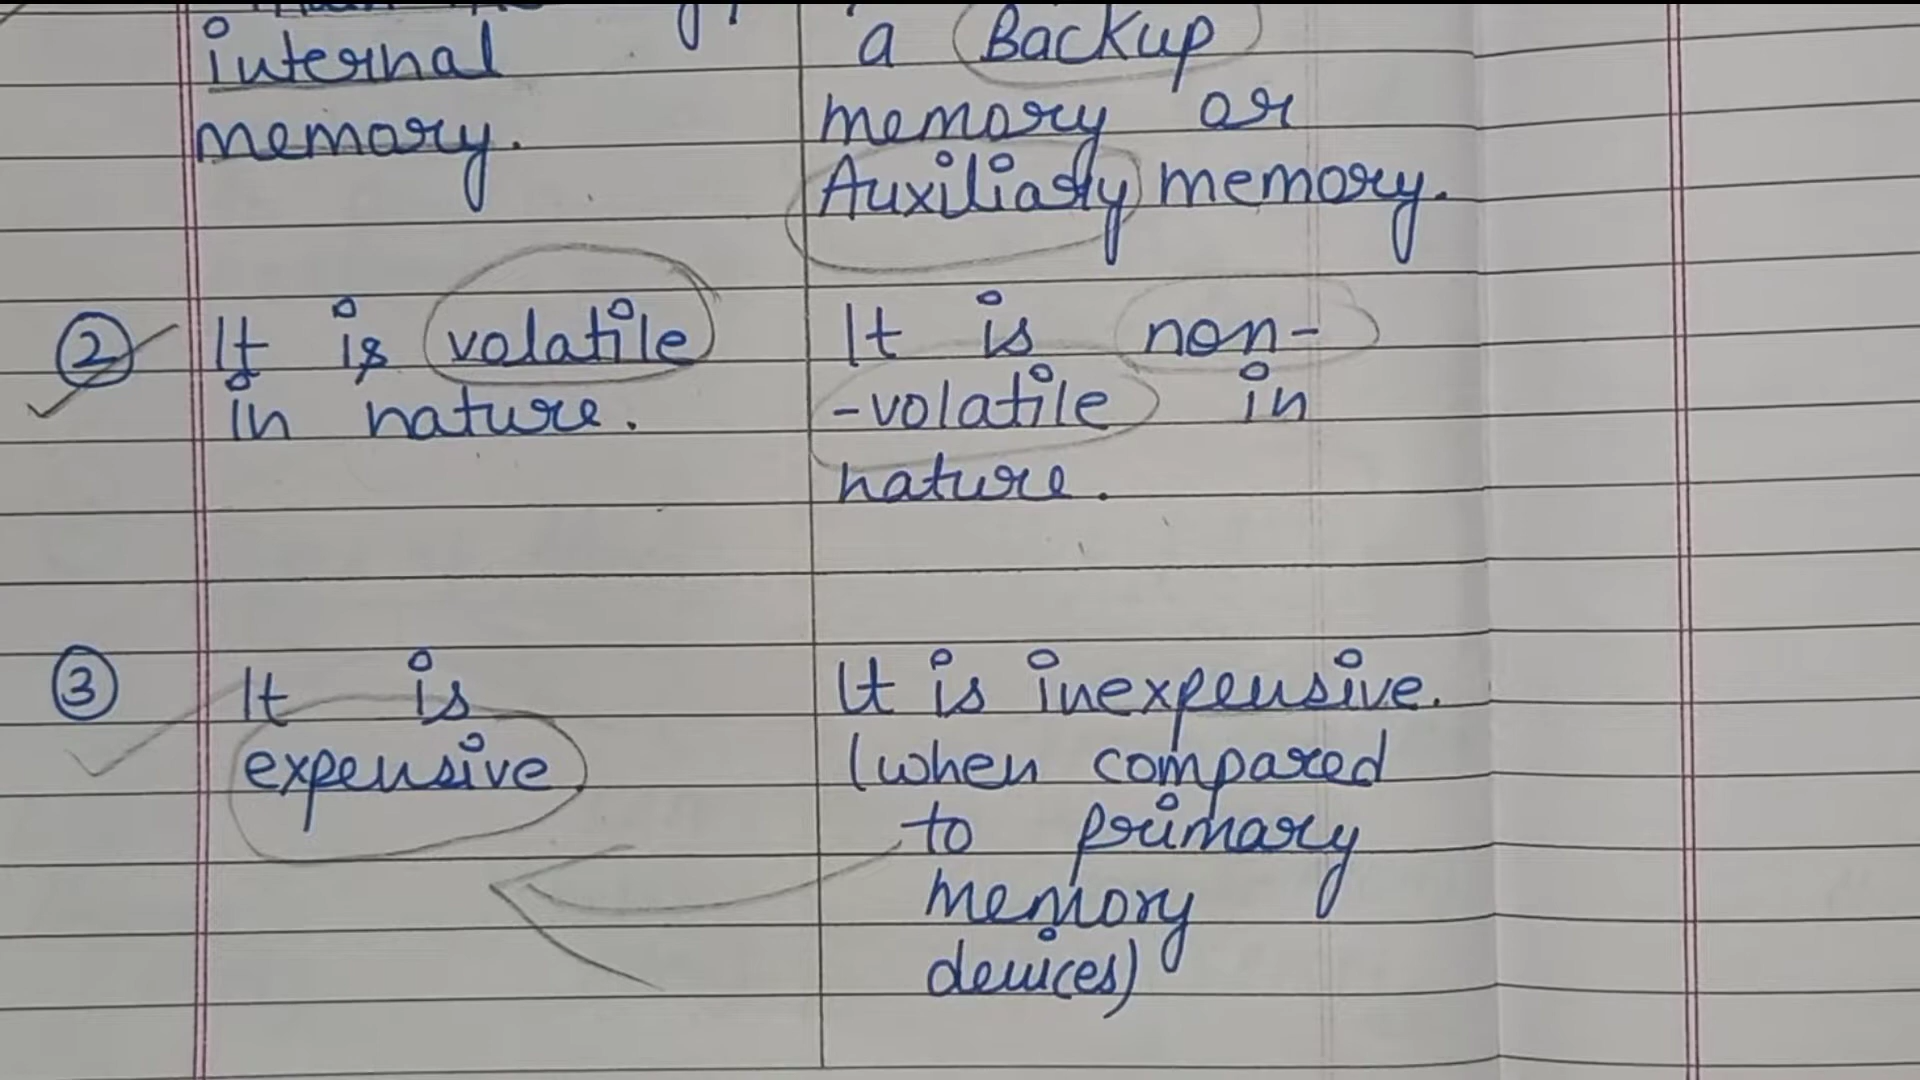 internal
memory.
a Backup
memory or
Auxiliary memory.
② It is volatile
in nature.
It is non-
-volatile in
nature.
③ It is
expensive
It is inexpensive.
(when compared
to primary
memory
devices)